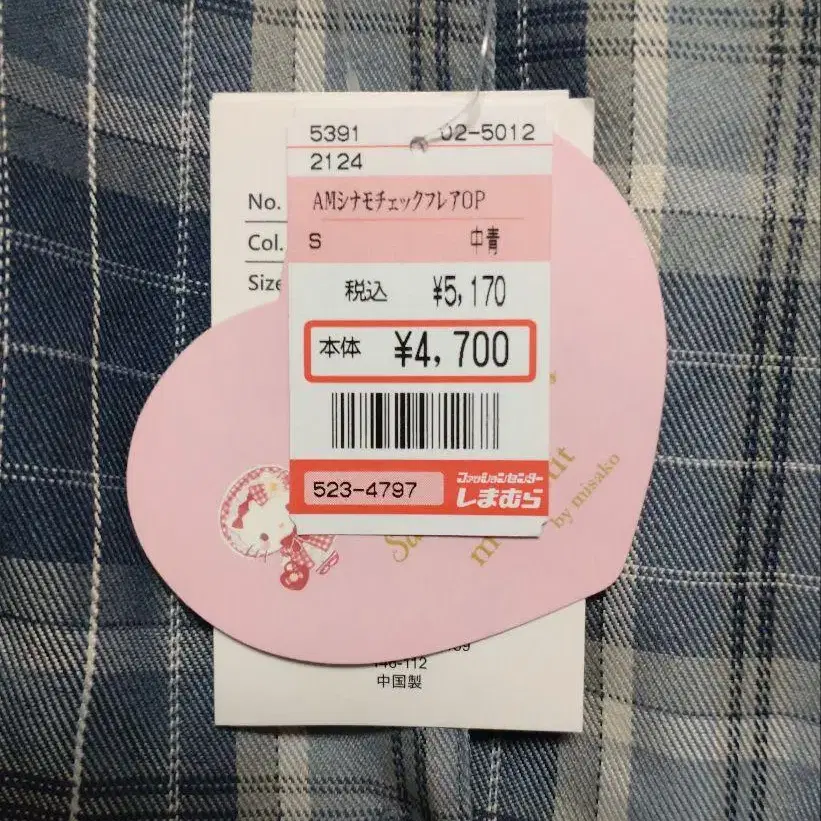 5391 02-5012
2124
AMシナモチェックフレアOP
S 中青
税込 ¥5,170
本体 ¥4,700
523-4797
ファッションセンター
しまむら
No.
Col.
Size
by misako
146-112
中国製